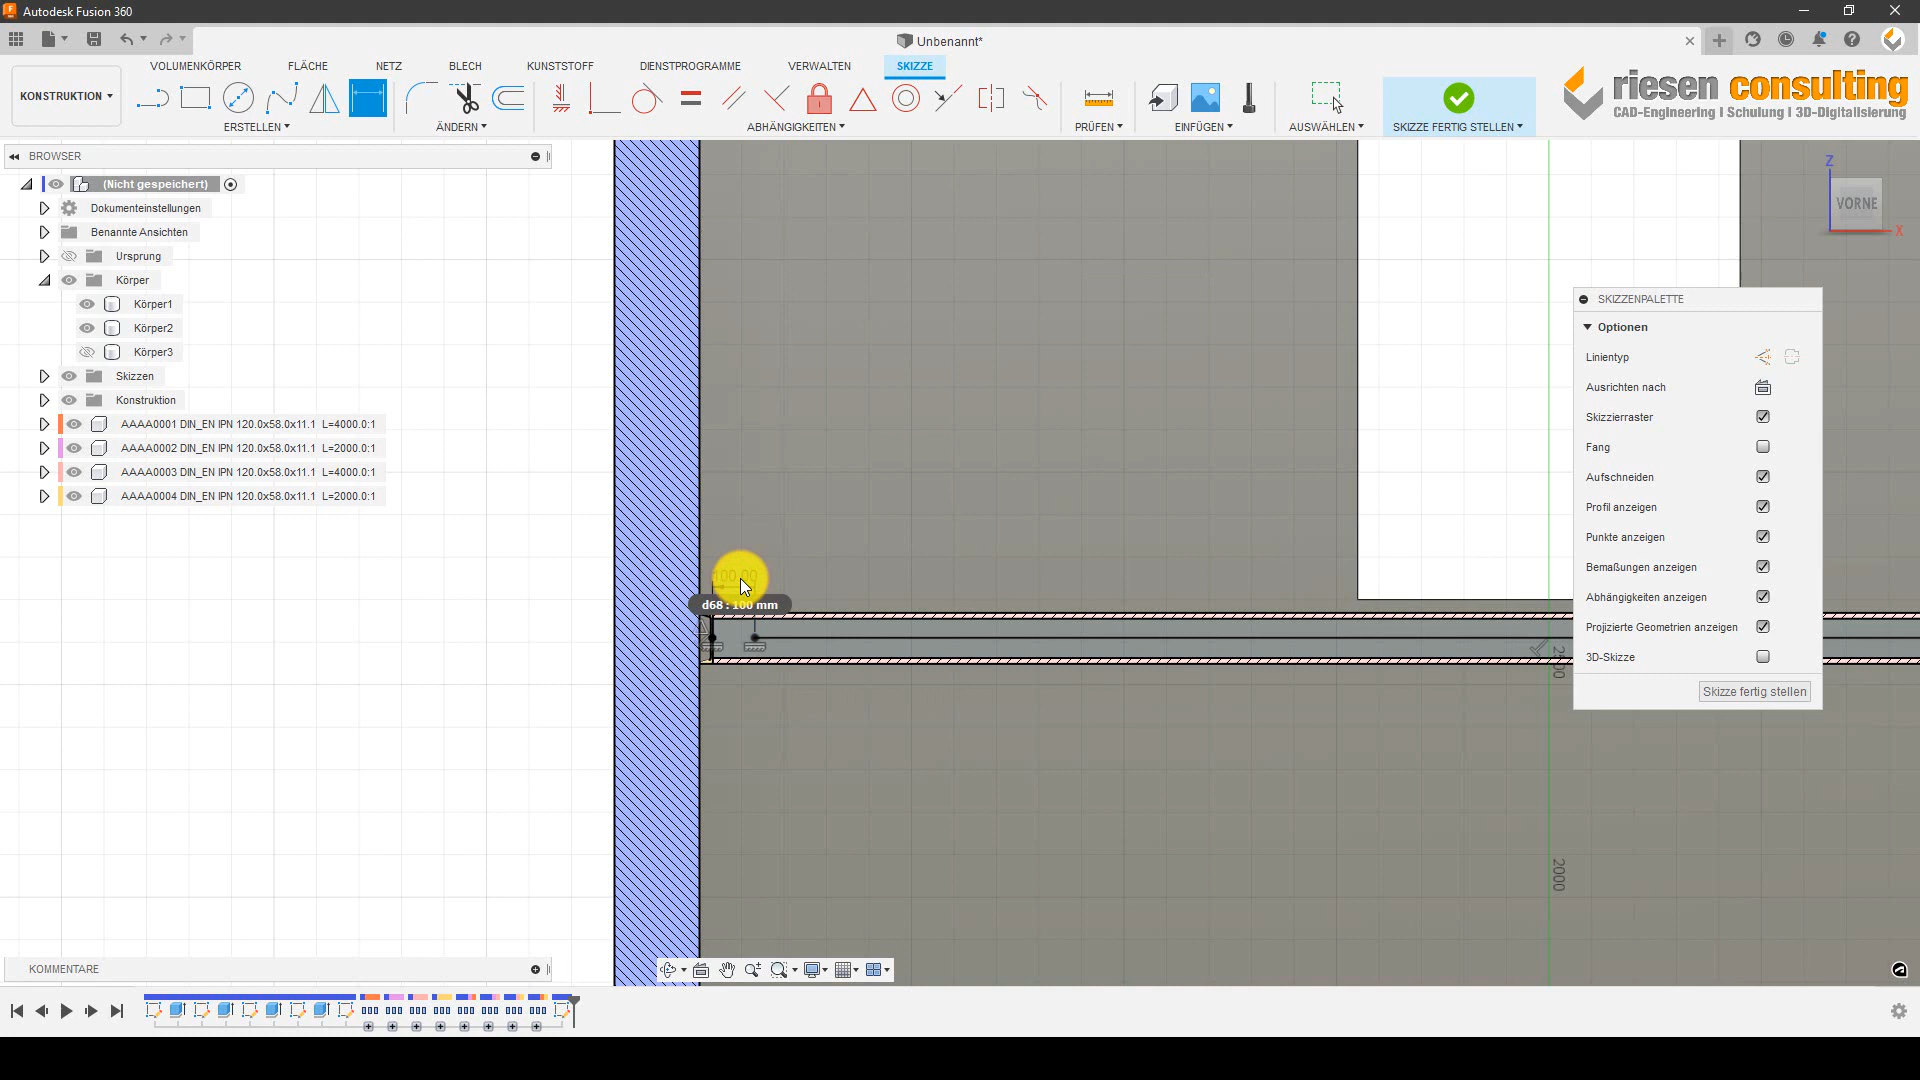 Autodesk Fusion 360
Unbenannt*
VOLUMENKÖRPER
FLÄCHE
NETZ
BLECH
KUNSTSTOFF
DIENSTPROGRAMME
VERWALTEN
SKIZZE
KONSTRUKTION
ERSTELLEN
ÄNDERN
ABHÄNGIGKEITEN
PRÜFEN
EINFÜGEN
AUSWÄHLEN
SKIZZE FERTIG STELLEN
riesen consulting
CAD-Engineering I Schulung I 3D-Digitalisierung
BROWSER
(Nicht gespeichert)
Dokumenteinstellungen
Benannte Ansichten
Ursprung
Körper
Körper1
Körper2
Körper3
Skizzen
Konstruktion
AAAA0001 DIN_EN IPN 120.0x58.0x11.1 L=4000.0:1
AAAA0002 DIN_EN IPN 120.0x58.0x11.1 L=2000.0:1
AAAA0003 DIN_EN IPN 120.0x58.0x11.1 L=4000.0:1
AAAA0004 DIN_EN IPN 120.0x58.0x11.1 L=2000.0:1
Z
VORNE
X
100.00
d68 : 100 mm
2000
SKIZZENPALETTE
Optionen
Linientyp
Ausrichten nach
Skizzierraster
Fang
Aufschneiden
Profil anzeigen
Punkte anzeigen
Bemaßungen anzeigen
Abhängigkeiten anzeigen
Projizierte Geometrien anzeigen
3D-Skizze
Skizze fertig stellen
KOMMENTARE